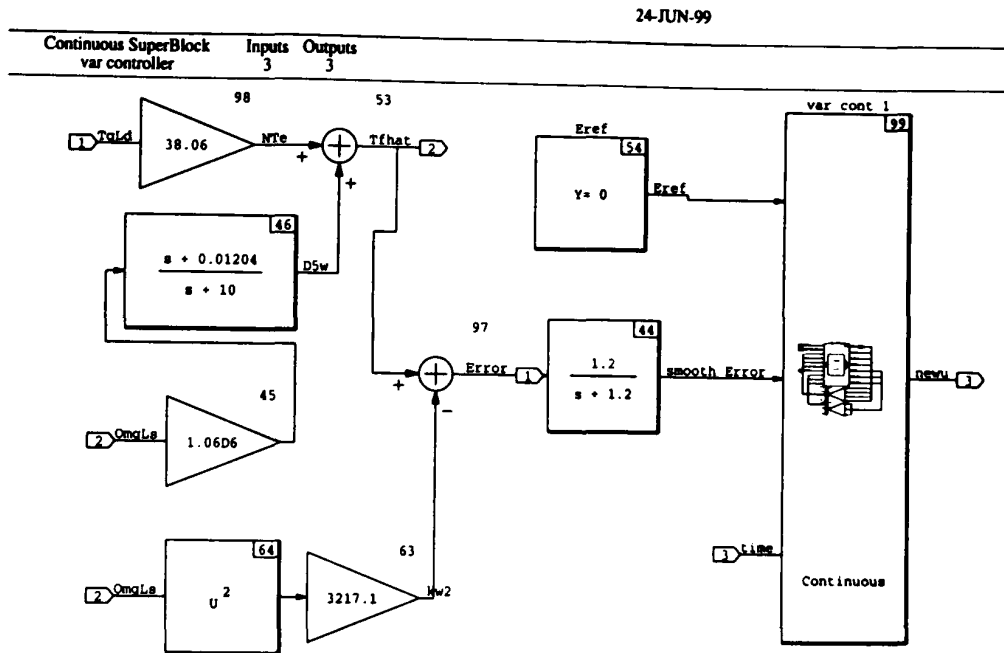 24-JUN-99
Continuous SuperBlock Inputs Outputs
var controller 3 3
98 53
var cont 1
1 TqLd 38.06 NTe + Tfhat 2
+
Eref
54
Y= 0
Eref
99
46
s + 0.01204
s + 10
D5w
97
44
1.2
s + 1.2
+ Error 1 smooth Error
-
newu 3
45
2 OmgLs 1.06D6
64 63
2 OmgLs U 2 3217.1 kw2
3 time
Continuous